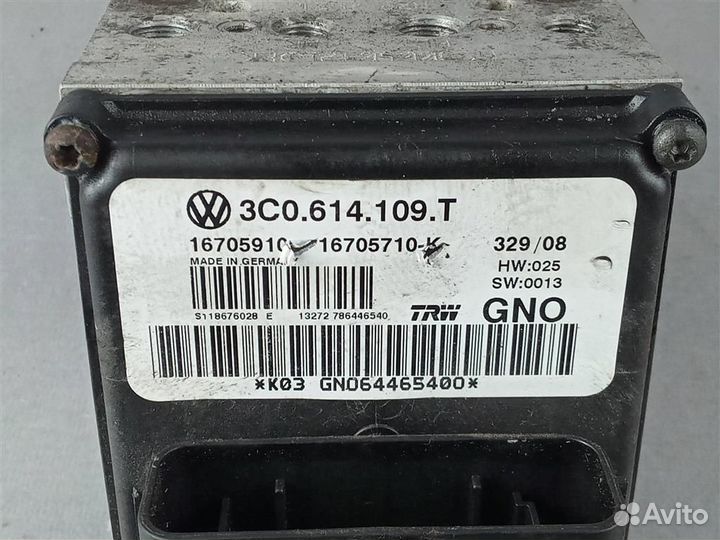 3C0.614.109.T
16705910 16705710-K 329/08
MADE IN GERMANY HW:025
SW:0013
S118676028 E 13272 786446540 TRW GNO
*K03 GNO64465400*
Avito